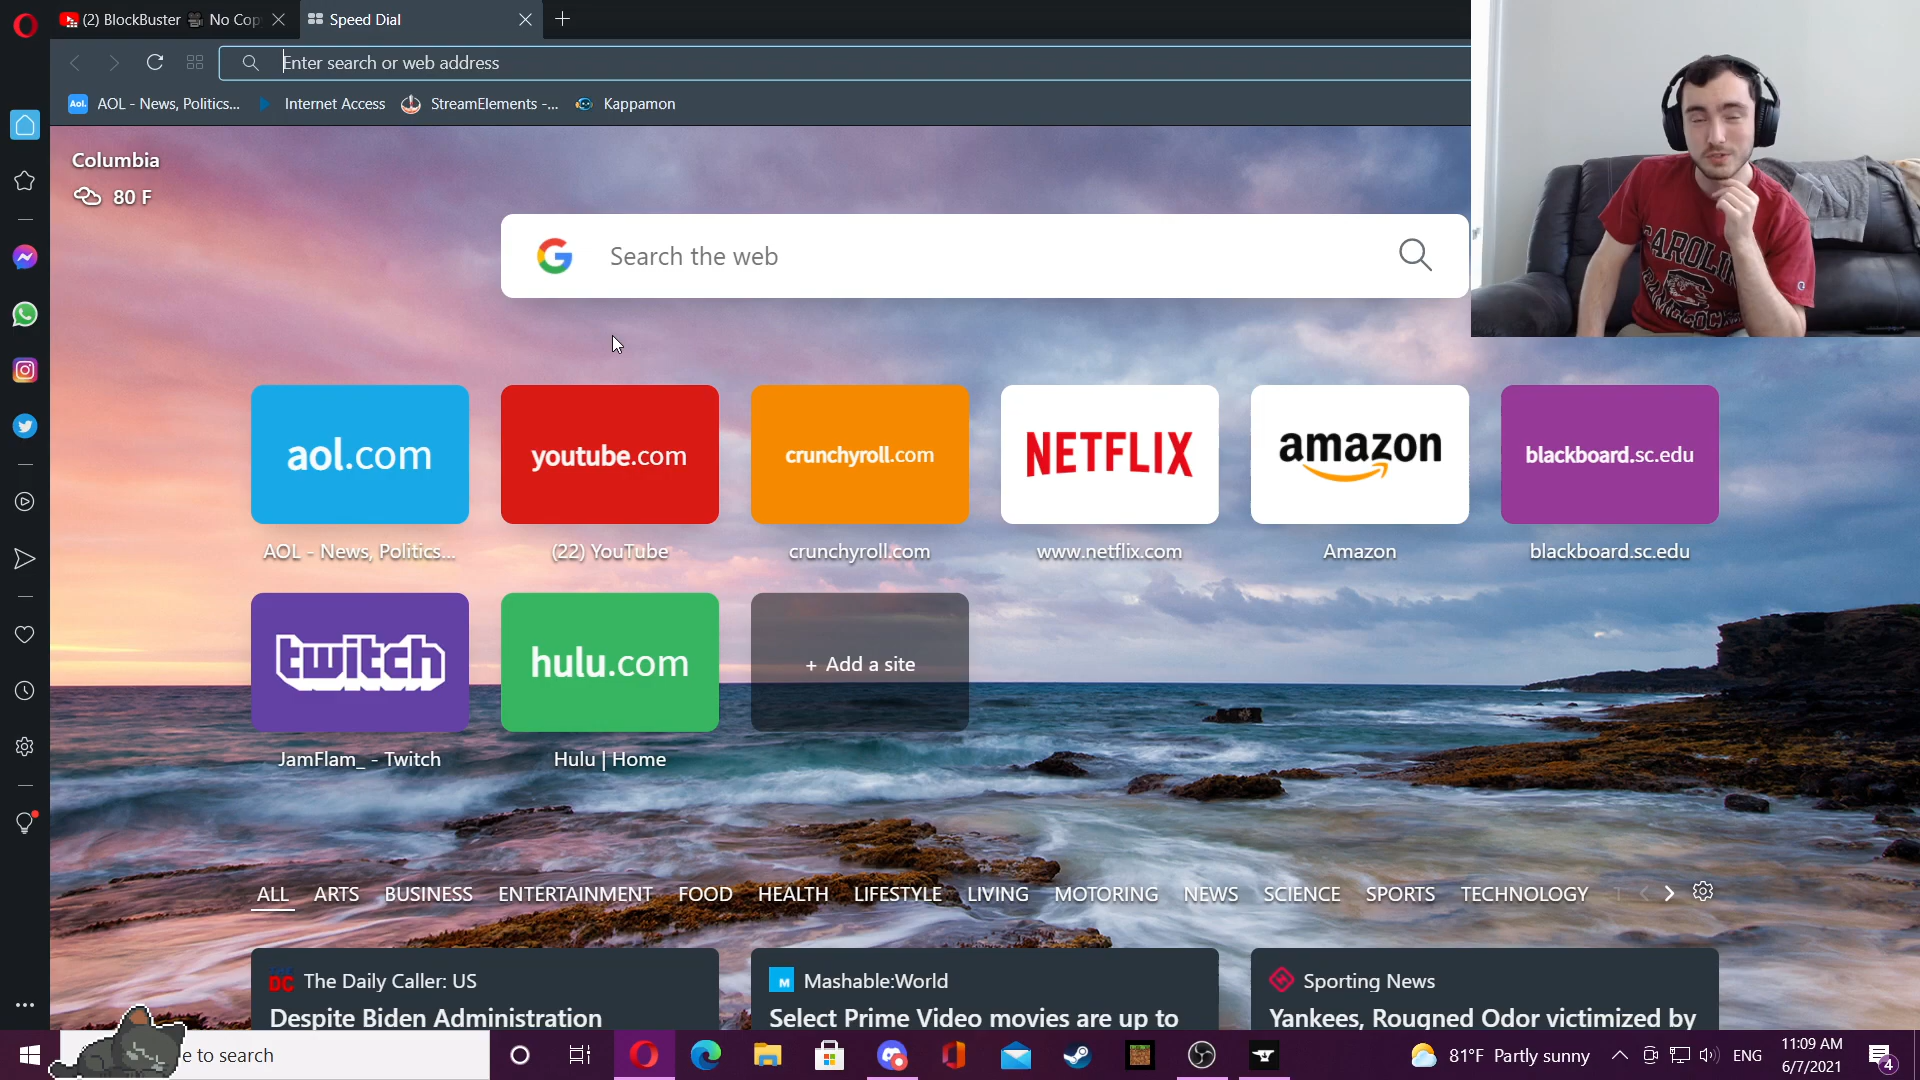 (2) BlockBuster 🎥 No Cop
Speed Dial
Enter search or web address
Aol.
AOL - News, Politics...
Internet Access
StreamElements -...
Kappamon
Columbia
80 F
Search the web
CAROLINA
GAMECOCKS
aol.com
youtube.com
crunchyroll.com
NETFLIX
amazon
blackboard.sc.edu
AOL - News, Politics...
(22) YouTube
crunchyroll.com
www.netflix.com
Amazon
blackboard.sc.edu
twitch
hulu.com
+ Add a site
JamFlam_ - Twitch
Hulu | Home
ALL ARTS BUSINESS ENTERTAINMENT FOOD HEALTH LIFESTYLE LIVING MOTORING NEWS SCIENCE SPORTS TECHNOLOGY T
DC The Daily Caller: US
M Mashable:World
Sporting News
Despite Biden Administration
Select Prime Video movies are up to
Yankees, Rougned Odor victimized by
e to search
81°F Partly sunny
ENG
11:09 AM
6/7/2021
4